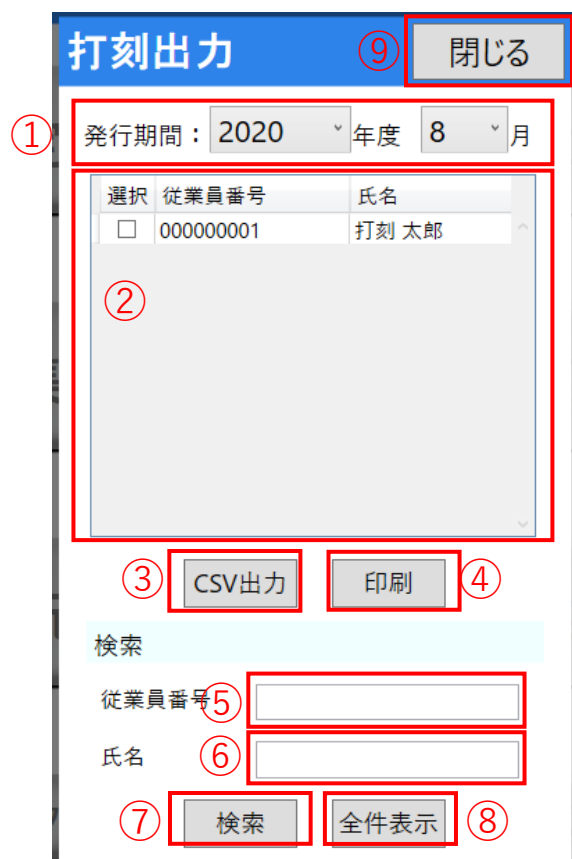 打刻出力 ⑨ 閉じる
① 発行期間： 2020 年度 8 月
選択 従業員番号 氏名
000000001 打刻 太郎
②
③ CSV出力 印刷 ④
検索
従業員番号 ⑤
氏名 ⑥
⑦ 検索 全件表示 ⑧